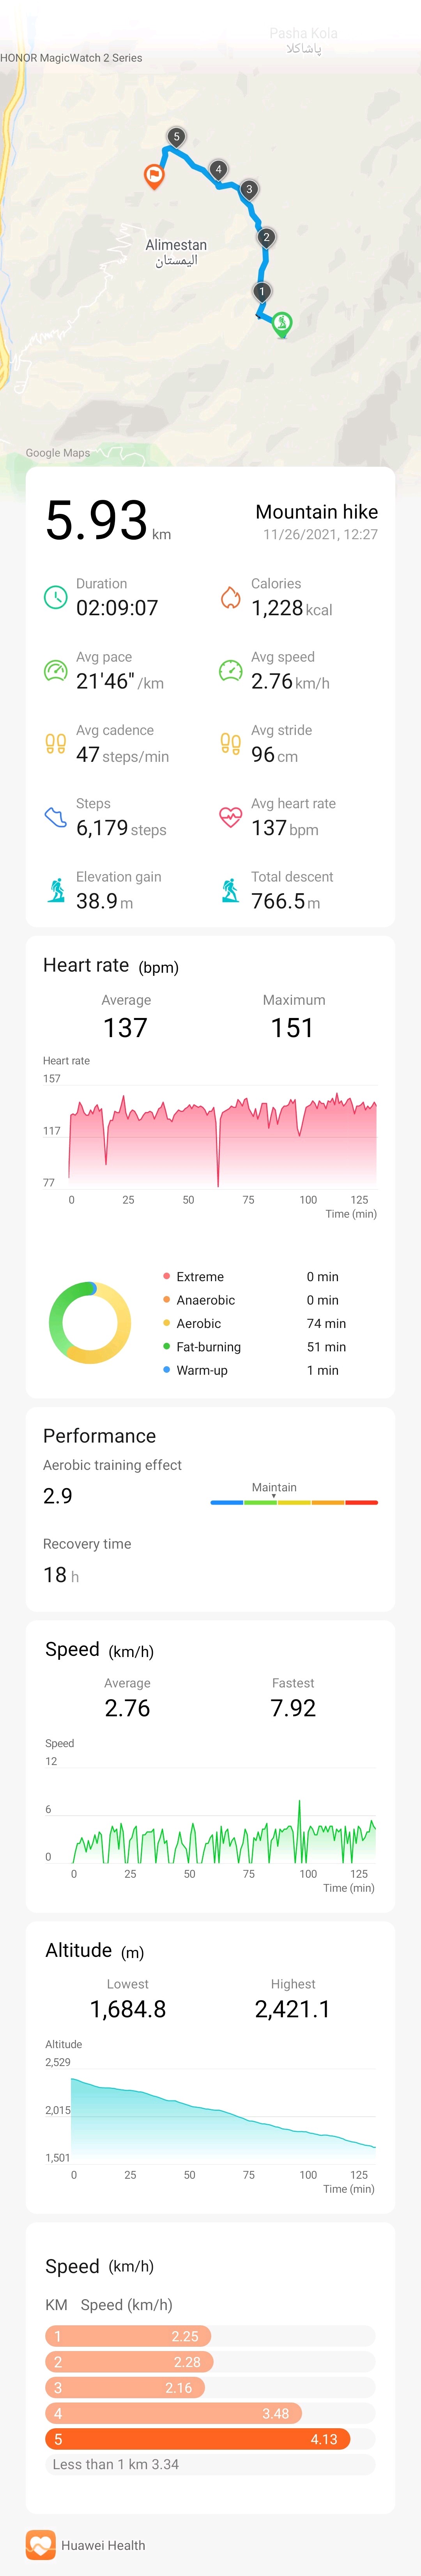 Pasha Kola
پاشاکلا
HONOR MagicWatch 2 Series
5
4
3
2
Alimestan
الیمستان
1
Google Maps
5.93 km
Mountain hike
11/26/2021, 12:27
Duration
02:09:07
Calories
1,228 kcal
Avg pace
21'46" /km
Avg speed
2.76 km/h
Avg cadence
47 steps/min
Avg stride
96 cm
Steps
6,179 steps
Avg heart rate
137 bpm
Elevation gain
38.9 m
Total descent
766.5 m
Heart rate (bpm)
Average
137
Maximum
151
Heart rate
157
117
77
0 25 50 75 100 125
Time (min)
Extreme 0 min
Anaerobic 0 min
Aerobic 74 min
Fat-burning 51 min
Warm-up 1 min
Performance
Aerobic training effect
2.9
Maintain
Recovery time
18 h
Speed (km/h)
Average
2.76
Fastest
7.92
Speed
12
6
0
0 25 50 75 100 125
Time (min)
Altitude (m)
Lowest
1,684.8
Highest
2,421.1
Altitude
2,529
2,015
1,501
0 25 50 75 100 125
Time (min)
Speed (km/h)
KM Speed (km/h)
1 2.25
2 2.28
3 2.16
4 3.48
5 4.13
Less than 1 km 3.34
Huawei Health